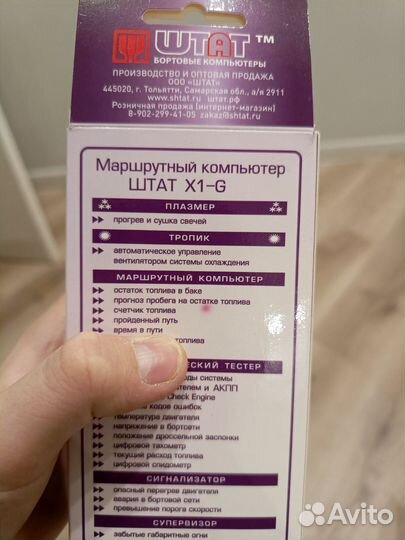 ШТАТ™
БОРТОВЫЕ КОМПЬЮТЕРЫ
ПРОИЗВОДСТВО И ОПТОВАЯ ПРОДАЖА
ООО «ШТАТ»
445020, г. Тольятти, Самарская обл., а/я 2911
www.shtat.ru штат.рф
Розничная продажа (интернет-магазин)
8-902-299-41-05 zakaz@shtat.ru
Маршрутный компьютер
ШТАТ X1-G
ПЛАЗМЕР
прогрев и сушка свечей
ТРОПИК
автоматическое управление
вентилятором системы охлаждения
МАРШРУТНЫЙ КОМПЬЮТЕР
остаток топлива в баке
прогноз пробега на остатке топлива
счетчик топлива
пройденный путь
время в пути
топлива
ЕСКИЙ ТЕСТЕР
оды системы
телем и АКПП
Check Engine
е кодов ошибок
температура двигателя
напряжение в бортсети
положение дроссельной заслонки
цифровой тахометр
текущий расход топлива
цифровой спидометр
СИГНАЛИЗАТОР
опасный перегрев двигателя
авария в бортовой сети
превышение порога скорости
СУПЕРВИЗОР
забытые габаритные огни
Avito